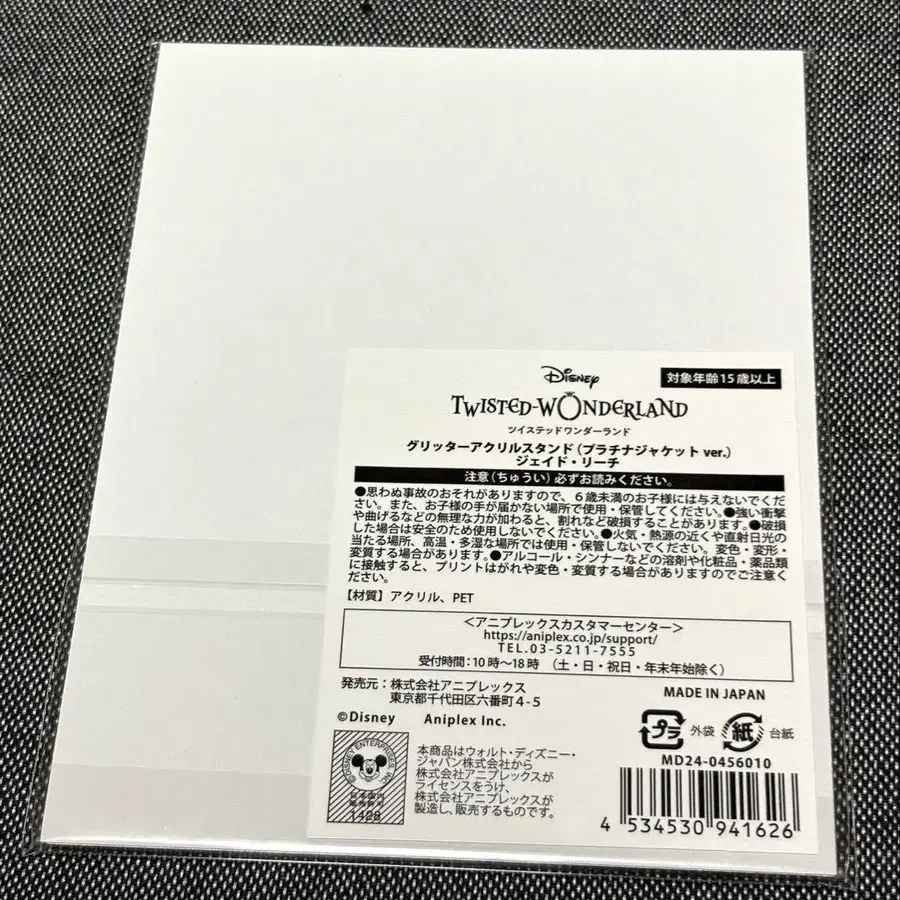 Disney
対象年齢15歳以上
TWISTED-WONDERLAND
ツイステッドワンダーランド
グリッターアクリルスタンド（プラチナジャケット ver.）
ジェイド・リーチ
注意（ちゅうい）必ずお読みください。
●思わぬ事故のおそれがありますので、６歳未満のお子様には与えないでくだ
さい。また、お子様の手が届かない場所で使用・保管してください。●強い衝撃
や曲げるなどの無理な力が加わると、割れなど破損することがあります。●破損
した場合は安全のため使用しないでください。●火気・熱源の近くや直射日光の
当たる場所、高温・多湿な場所では使用・保管しないでください。変色・変形・
変質する場合があります。●アルコール・シンナーなどの溶剤や化粧品・薬品類
に接触すると、プリントはがれや変色・変質する場合がありますのでご注意く
ださい。
【材質】アクリル、PET
＜アニプレックスカスタマーセンター＞
https://aniplex.co.jp/support/
TEL.03-5211-7555
受付時間：10時～18時 （土・日・祝日・年末年始除く）
発売元：株式会社アニプレックス
東京都千代田区六番町４-５
MADE IN JAPAN
©Disney Aniplex Inc.
プラ 外袋 紙 台紙
MD24-0456010
©DISNEY ENTERPRISES INC.
日本国内
販売許可
1428
本商品はウォルト・ディズニー・
ジャパン株式会社から
株式会社アニプレックスが
ライセンスをうけ、
株式会社アニプレックスが
製造し、販売するものです。
4 534530 941626